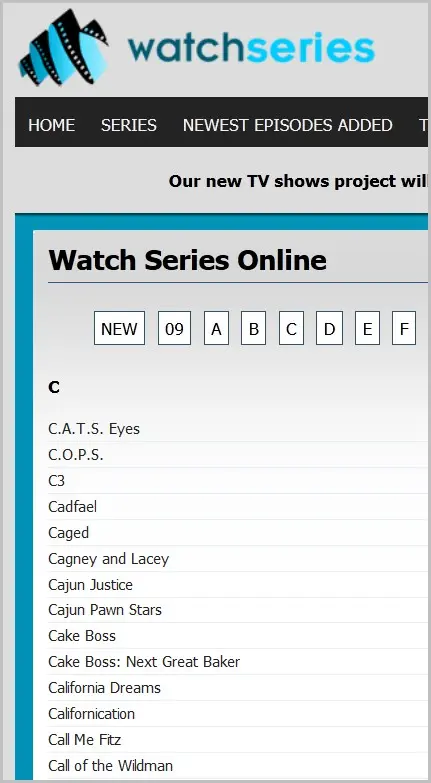 watchseries
HOME SERIES NEWEST EPISODES ADDED T
Our new TV shows project wil
Watch Series Online
NEW 09 A B C D E F
C
C.A.T.S. Eyes
C.O.P.S.
C3
Cadfael
Caged
Cagney and Lacey
Cajun Justice
Cajun Pawn Stars
Cake Boss
Cake Boss: Next Great Baker
California Dreams
Californication
Call Me Fitz
Call of the Wildman